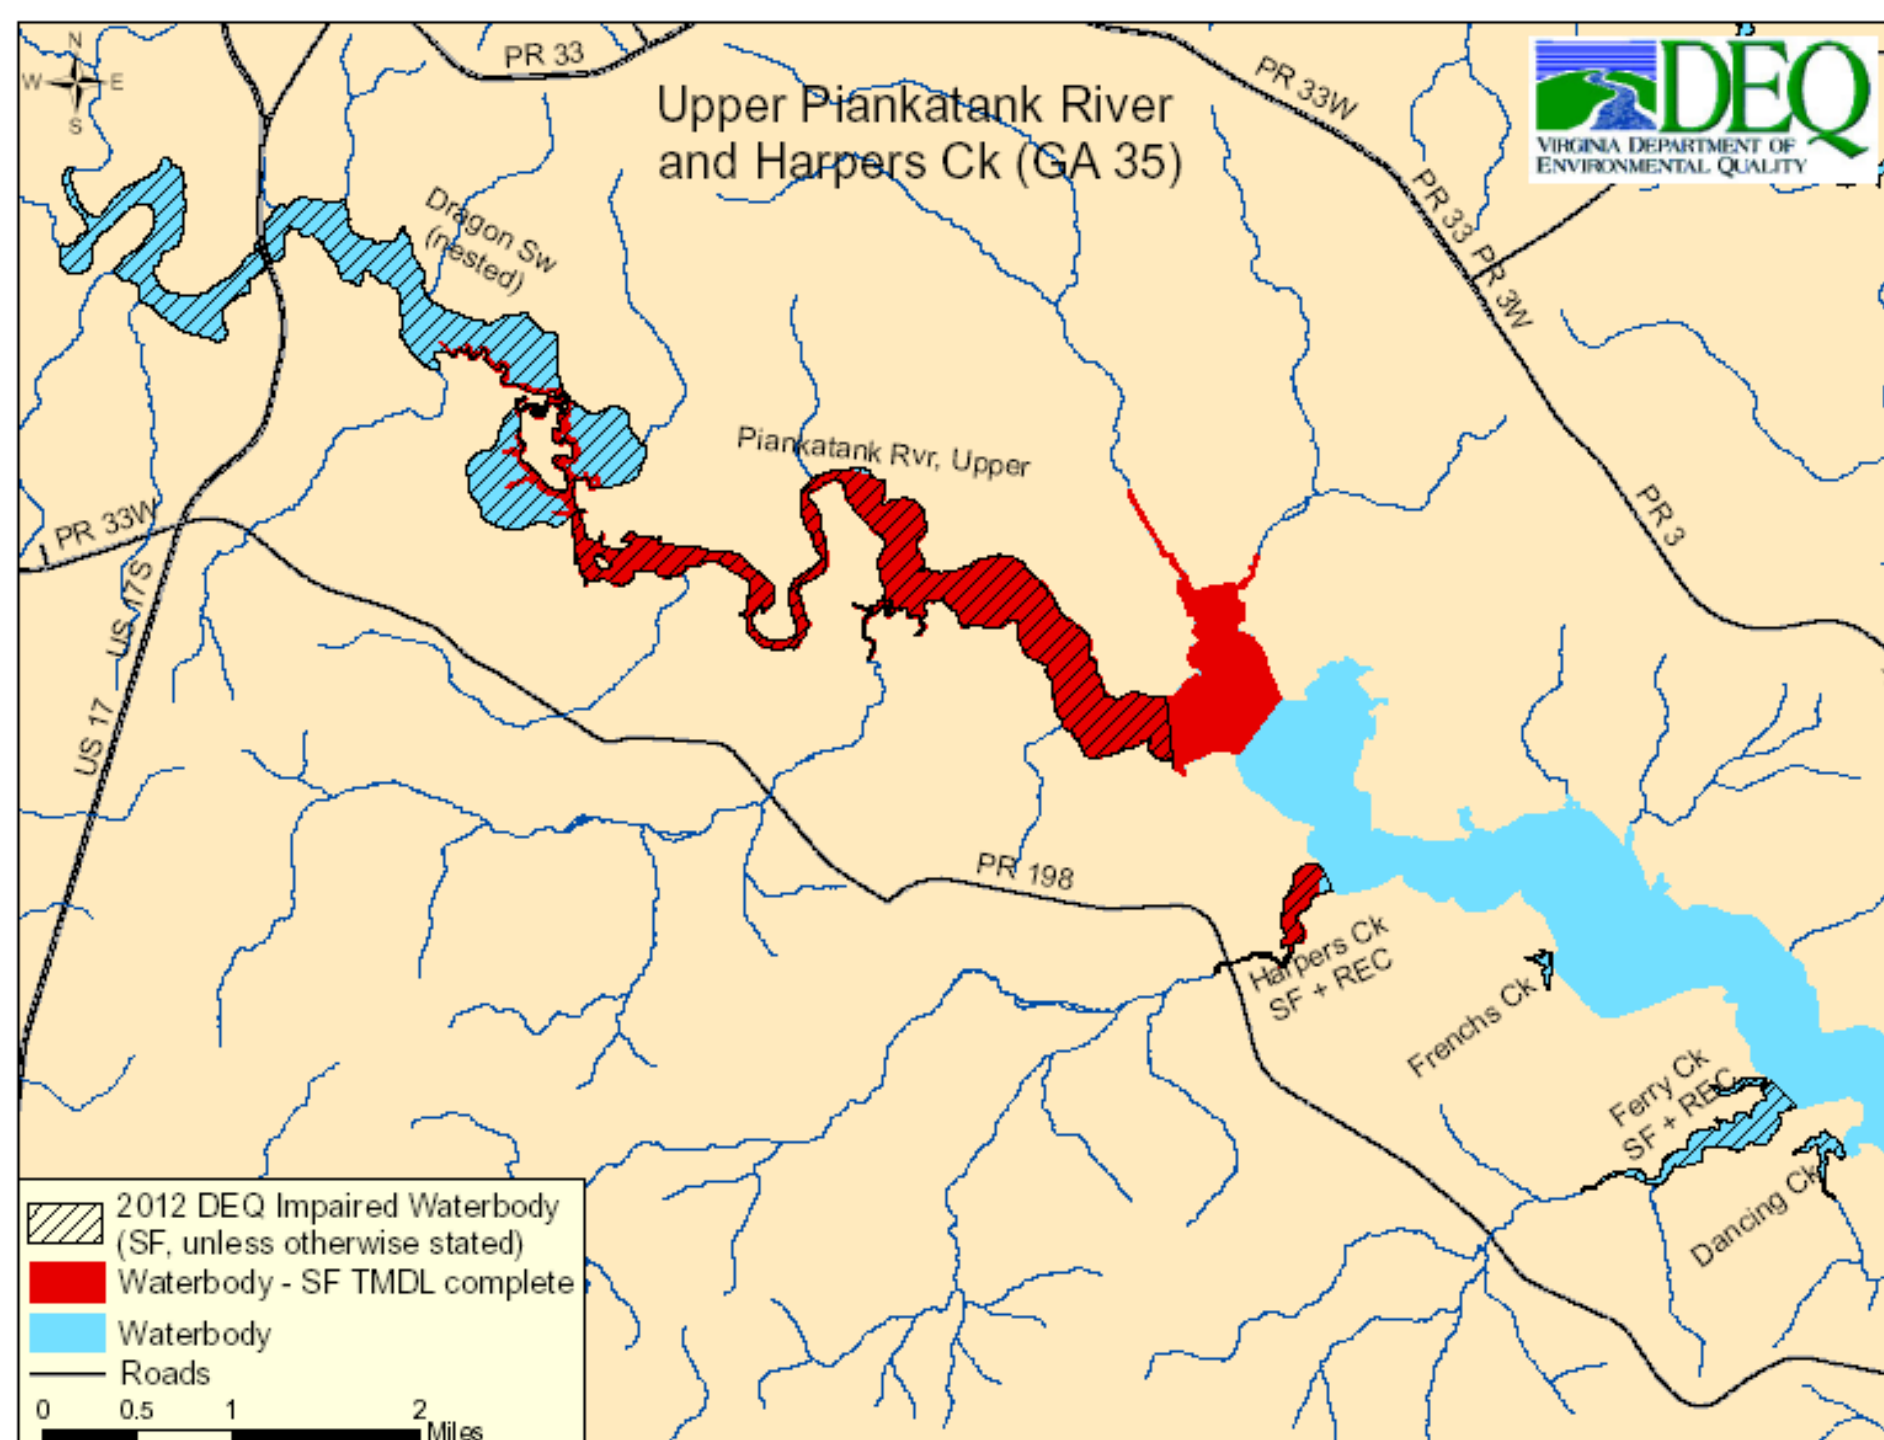 N
W E
S
PR 33
Upper Piankatank River
and Harpers Ck (GA 35)
PR 33W
DEQ
VIRGINIA DEPARTMENT OF
ENVIRONMENTAL QUALITY
PR 33 PR 3W
Dragon Sw
(nested)
Piankatank Rvr, Upper
PR 33W
PR 3
US 17S
US 17
PR 198
Harpers Ck
SF + REC
Frenchs Ck
Ferry Ck
SF + REC
Dancing Ck
2012 DEQ Impaired Waterbody
(SF, unless otherwise stated)
Waterbody - SF TMDL complete
Waterbody
Roads
0 0.5 1 2
Miles